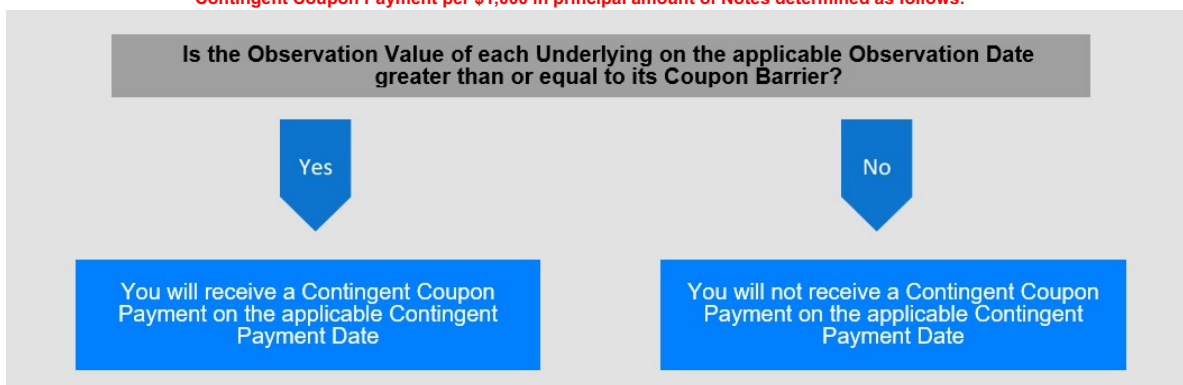 Contingent Coupon Payment per $1,000 in principal amount of Notes determined as follows:
Is the Observation Value of each Underlying on the applicable Observation Date
greater than or equal to its Coupon Barrier?
Yes
No
You will receive a Contingent Coupon
Payment on the applicable Contingent
Payment Date
You will not receive a Contingent Coupon
Payment on the applicable Contingent
Payment Date